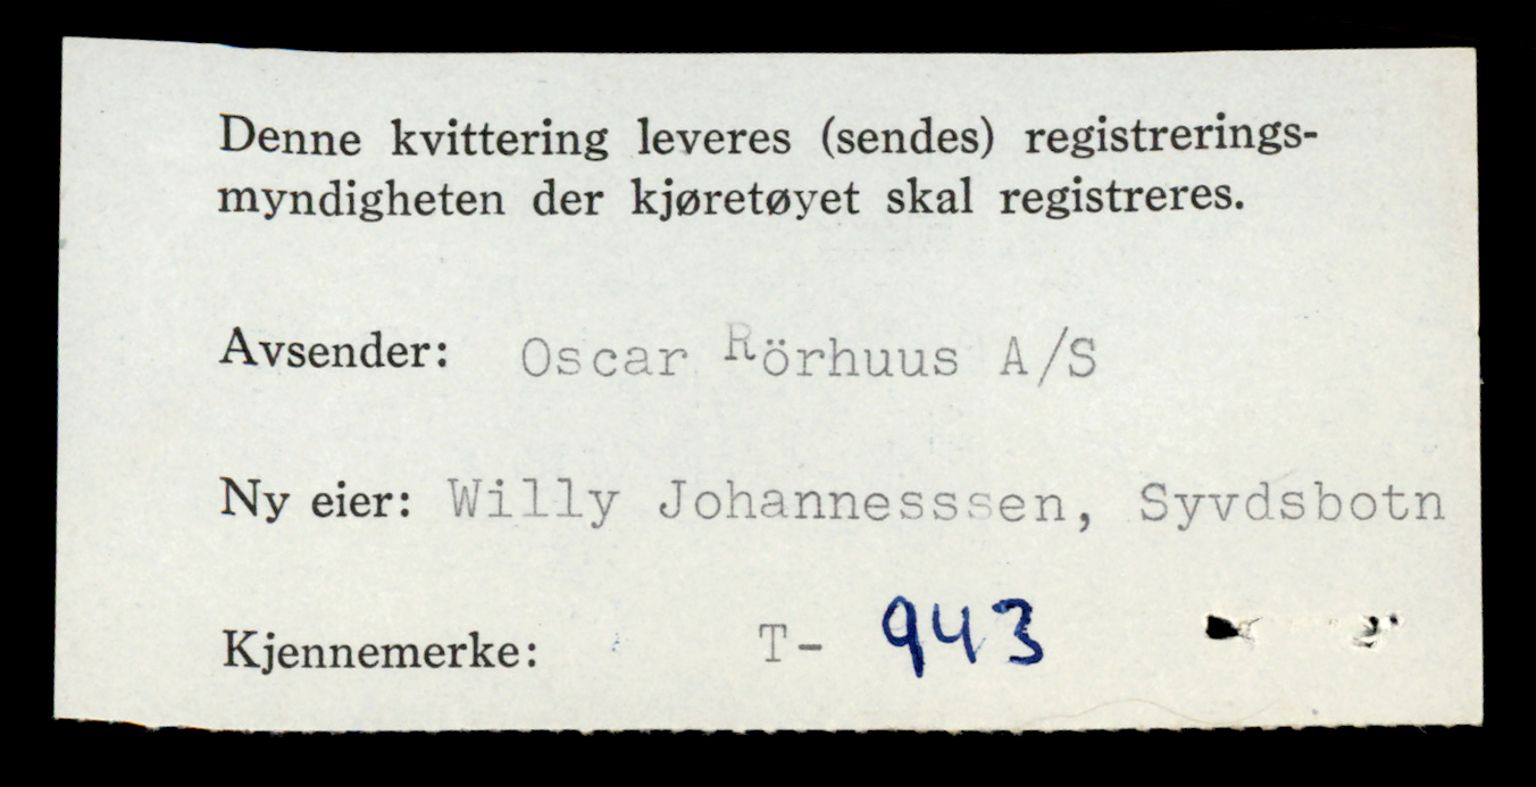 Denne kvittering leveres (sendes) registrerings-
myndigheten der kjøretøyet skal registreres.
Avsender: Oscar Rörhuus A/S
Ny eier: Willy Johannesssen, Syvdsbotn
Kjennemerke: T- 943